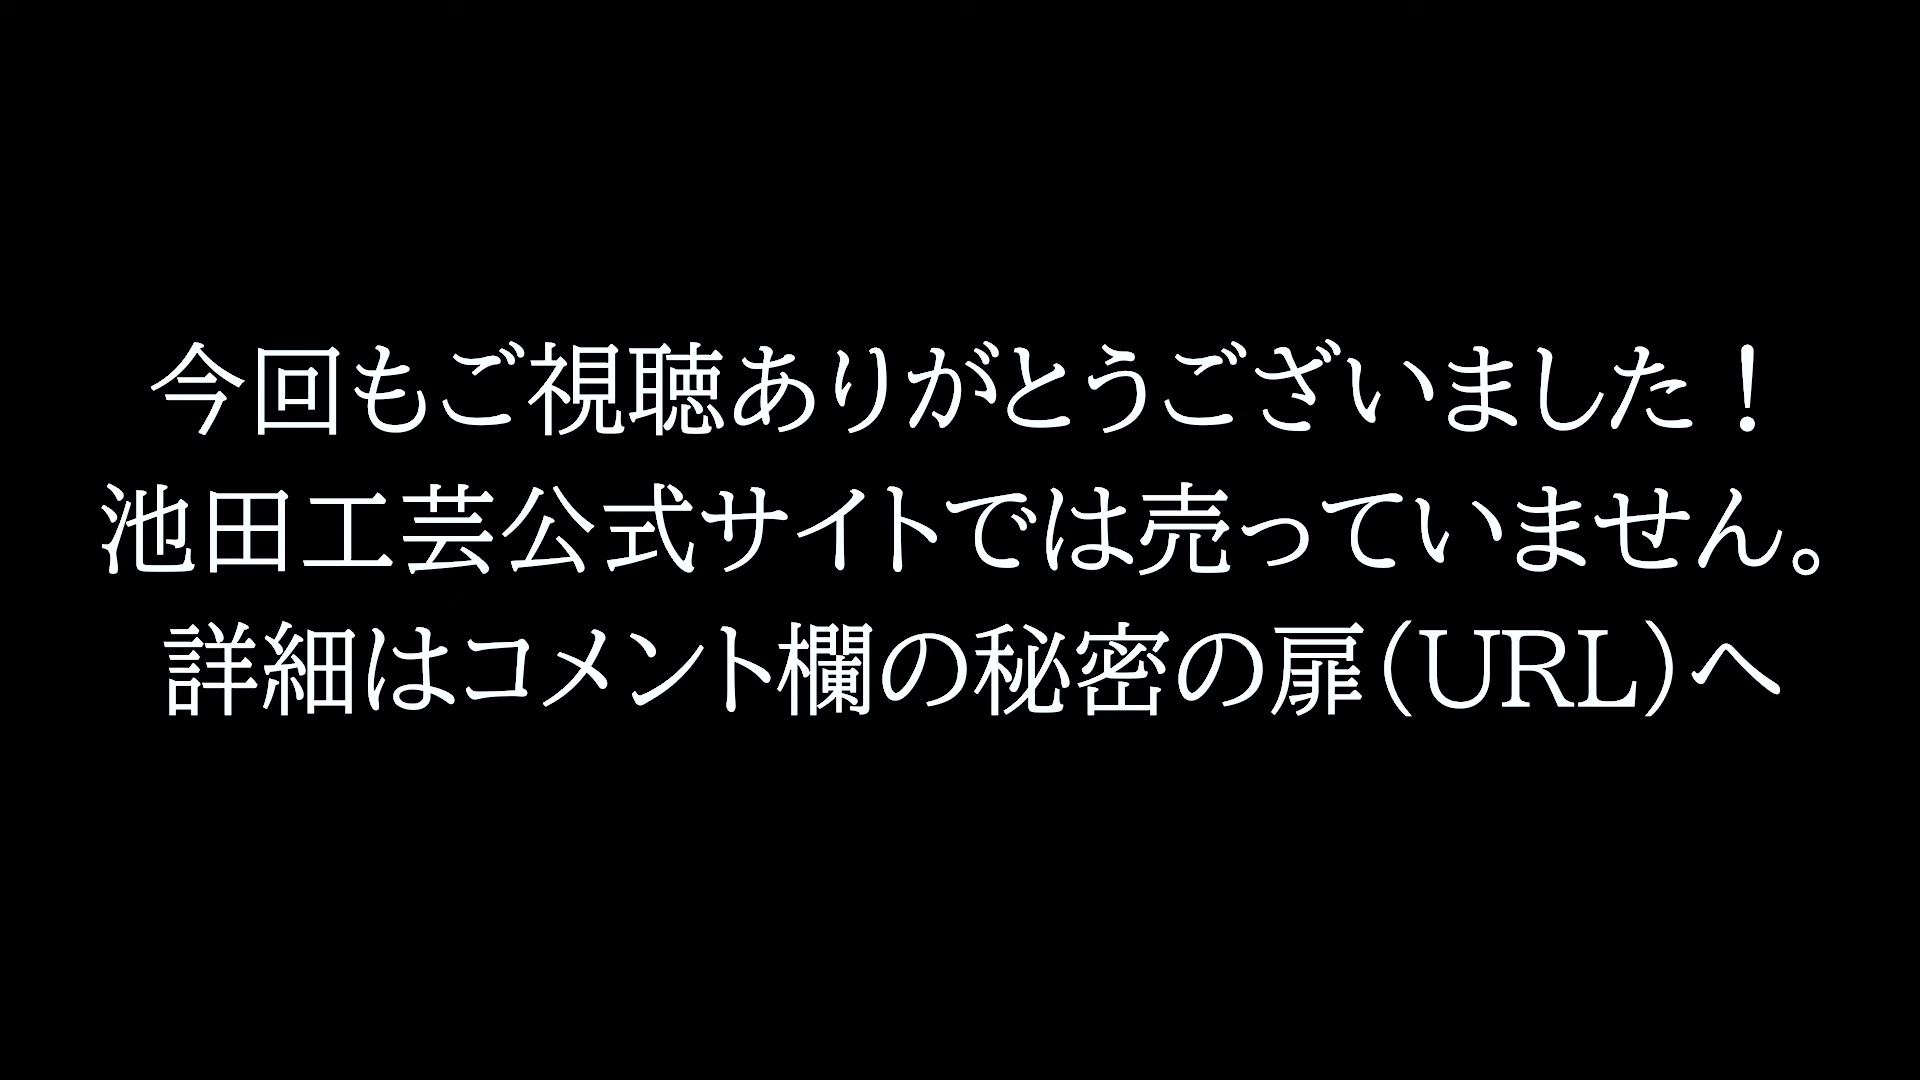 今回もご視聴ありがとうございました！
池田工芸公式サイトでは売っていません。
詳細はコメント欄の秘密の扉（URL）へ